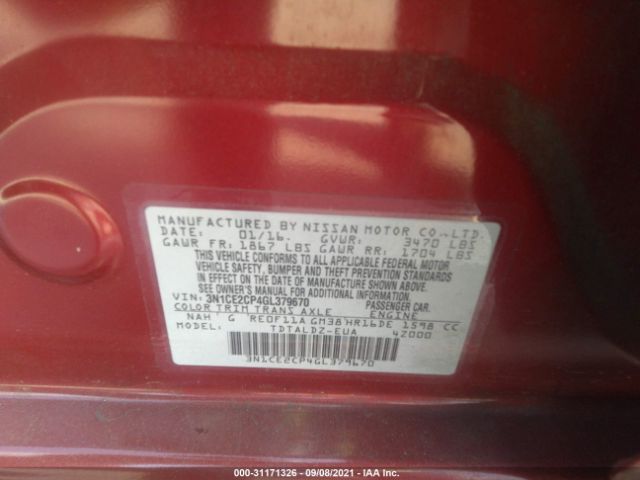 MANUFACTURED BY NISSAN MOTOR CO.,LTD.
DATE: 01/16. GVWR: 3470 LBS
GAWR FR: 1867 LBS GAWR RR: 1704 LBS
THIS VEHICLE CONFORMS TO ALL APPLICABLE FEDERAL MOTOR
VEHICLE SAFETY, BUMPER AND THEFT PREVENTION STANDARDS
IN EFFECT ON THE DATE OF MANUFACTURE SHOWN ABOVE.
SEE OWNER'S MANUAL FOR FURTHER INFORMATION.
VIN: 3N1CE2CP4GL379670 PASSENGER CAR
COLOR TRIM TRANS AXLE ENGINE
NAH G RE0F11A GM38 HR16DE 1598 CC
TDTALDZ-EUA 4Z000
3N1CE2CP4GL379670
000-31171326 - 09/08/2021 - IAA Inc.